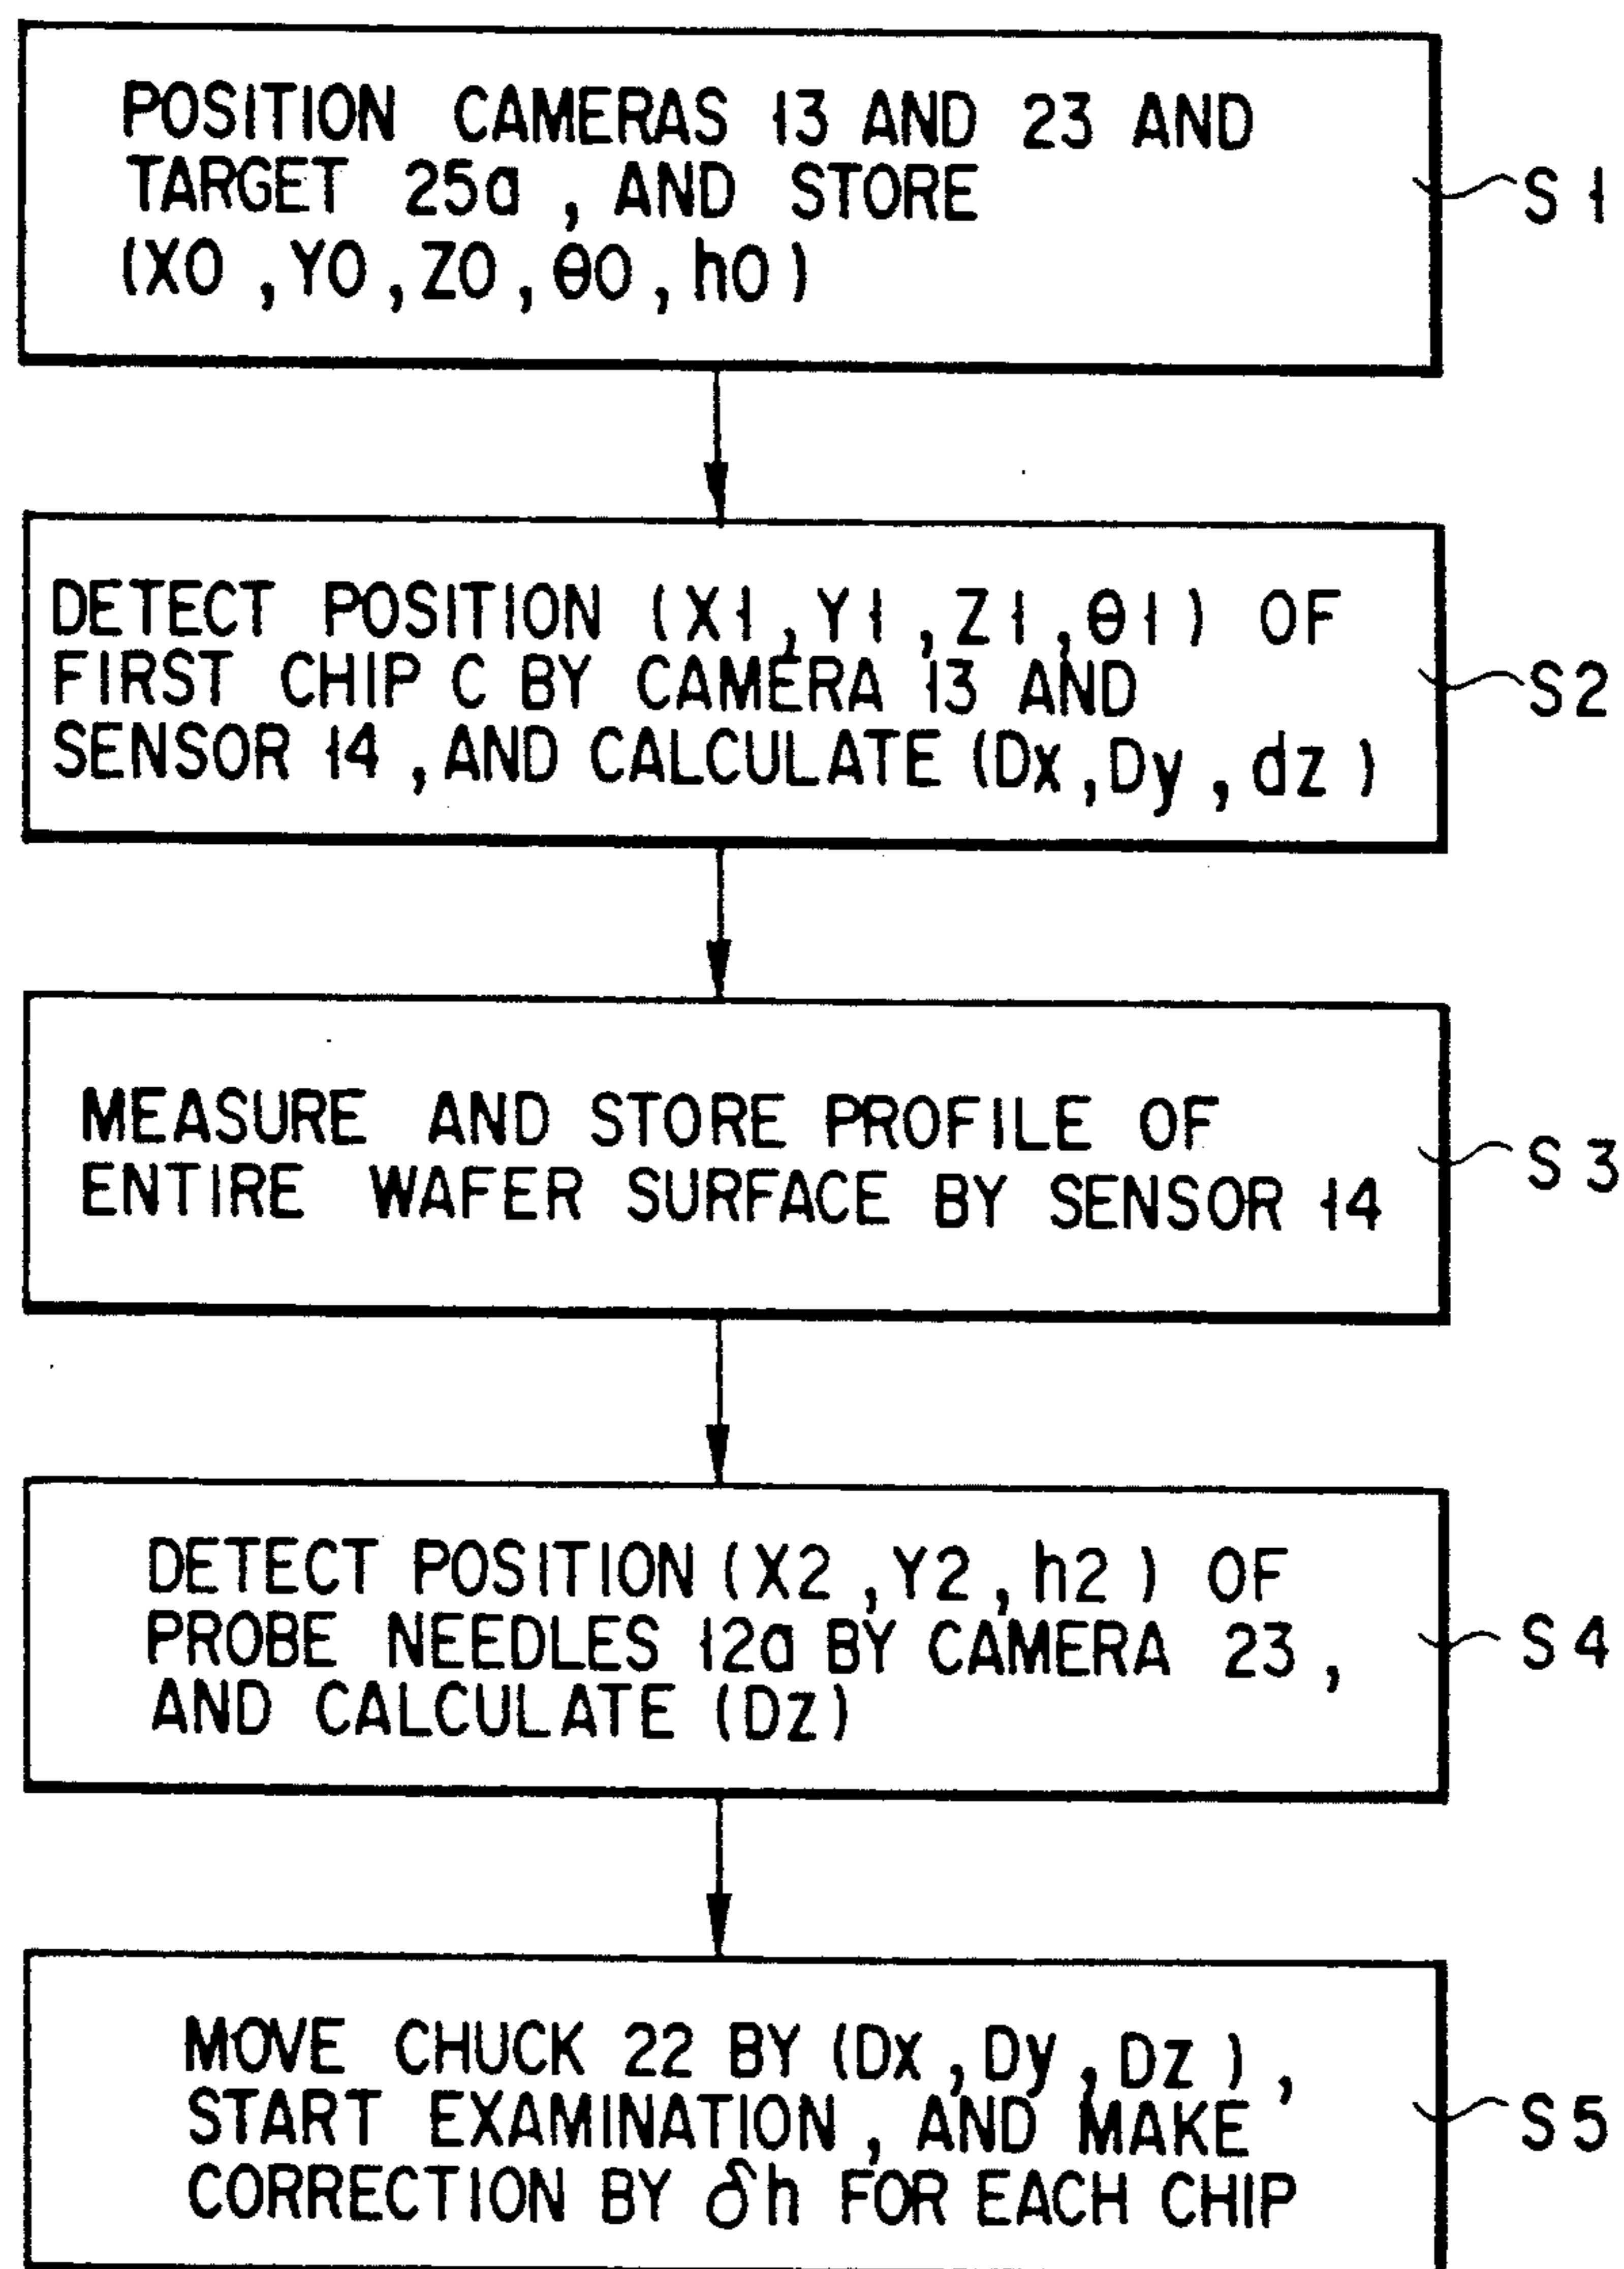 POSITION CAMERAS 13 AND 23 AND
TARGET 25a, AND STORE
(X0, Y0, Z0, θ0, h0)
S1
DETECT POSITION (X1, Y1, Z1, θ1) OF
FIRST CHIP C BY CAMERA 13 AND
SENSOR 14, AND CALCULATE (Dx, Dy, dz)
S2
MEASURE AND STORE PROFILE OF
ENTIRE WAFER SURFACE BY SENSOR 14
S3
DETECT POSITION (X2, Y2, h2) OF
PROBE NEEDLES 12a BY CAMERA 23,
AND CALCULATE (Dz)
S4
MOVE CHUCK 22 BY (Dx, Dy, Dz),
START EXAMINATION, AND MAKE
CORRECTION BY δh FOR EACH CHIP
S5